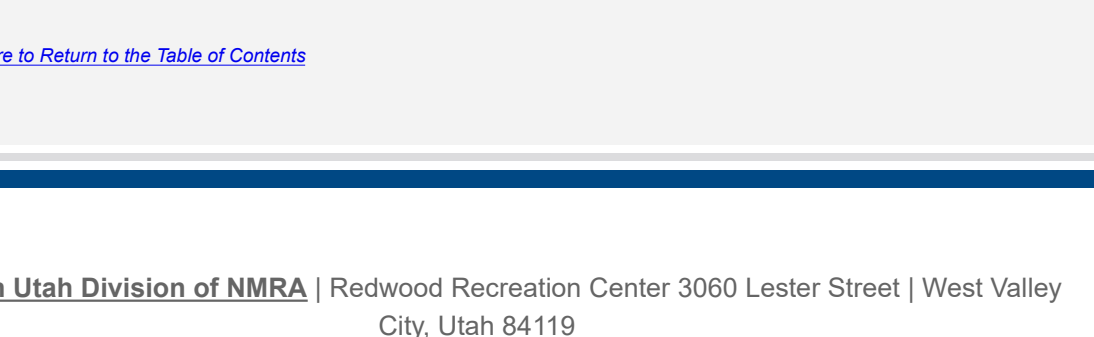 re to Return to the Table of Contents
n Utah Division of NMRA | Redwood Recreation Center 3060 Lester Street | West Valley
City, Utah 84119